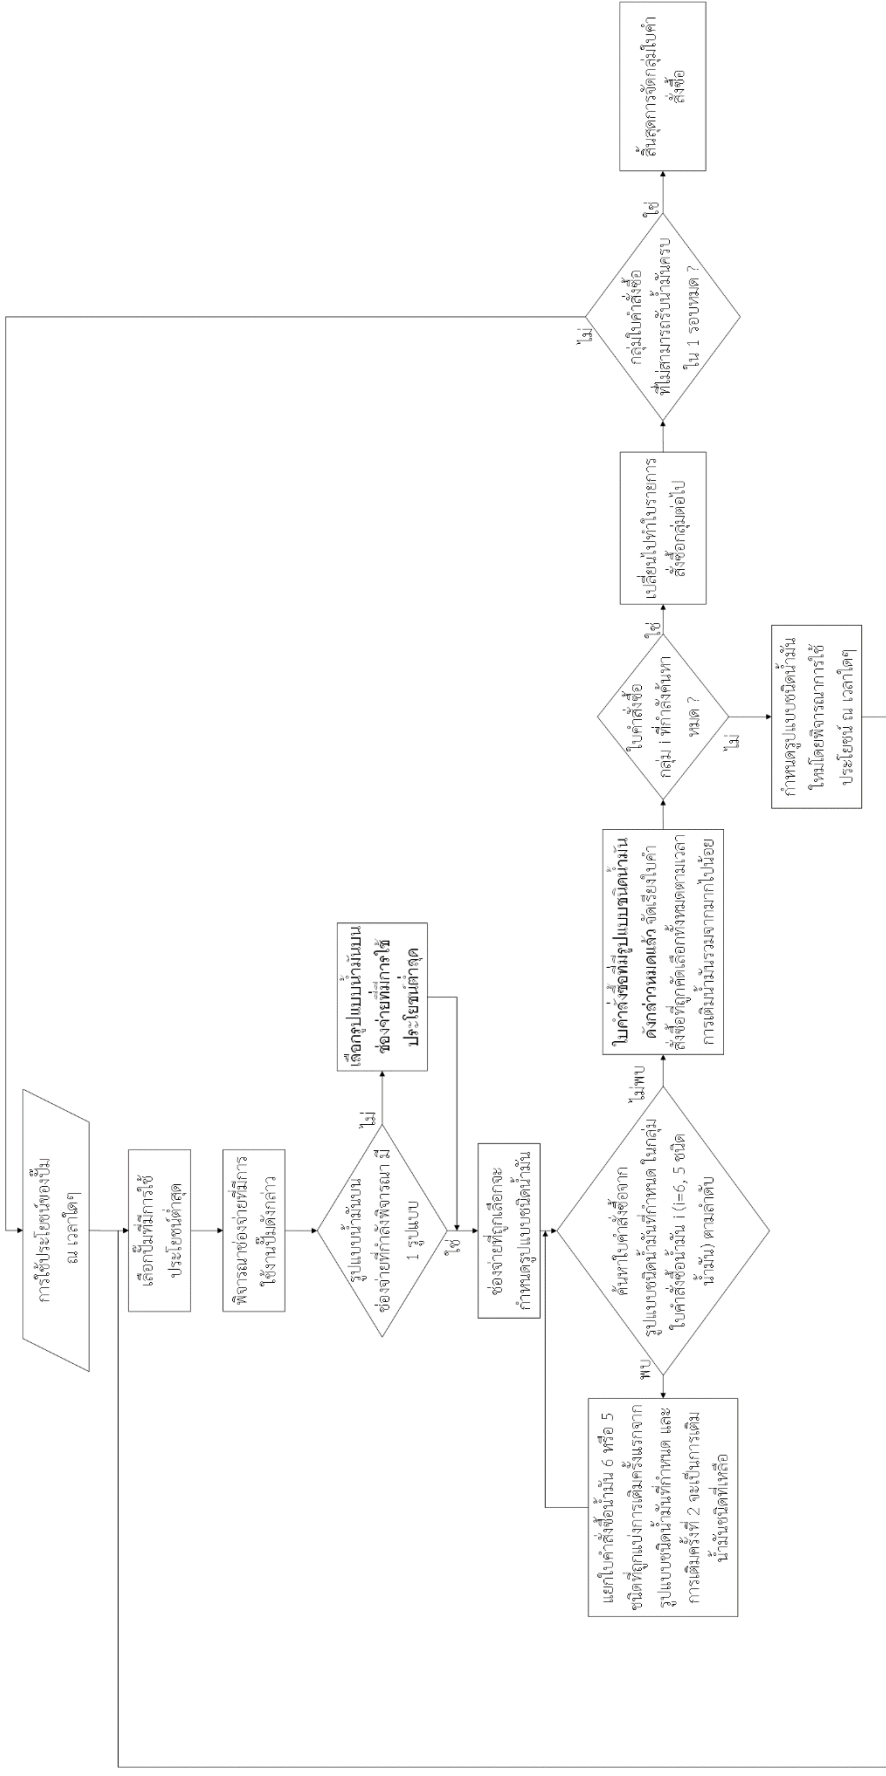 การใช้ประโยชน์ของปั๊ม
ณ เวลาใดๆ
เลือกปั๊มที่มีการใช้
ประโยชน์ต่ำสุด
พิจารณาช่องจ่ายที่มีการ
ใช้งานปั๊มดังกล่าว
รูปแบบน้ำมันบน
ช่องจ่ายที่กำลังพิจารณา มี
1 รูปแบบ
ไม่
เลือกรูปแบบน้ำมันบน
ช่องจ่ายที่มีการใช้
ประโยชน์ต่ำสุด
ใช่
ช่องจ่ายที่ถูกเลือกจะ
กำหนดรูปแบบชนิดน้ำมัน
ค้นหาใบคำสั่งซื้อจาก
รูปแบบชนิดน้ำมันที่กำหนด ในกลุ่ม
ใบคำสั่งซื้อน้ำมัน i (i=6, 5 ชนิด
น้ำมัน) ตามลำดับ
พบ
แยกใบคำสั่งซื้อน้ำมัน 6 หรือ 5
ชนิดที่ถูกแบ่งการเติมครั้งแรกจาก
รูปแบบชนิดน้ำมันที่กำหนด และ
การเติมครั้งที่ 2 จะเป็นการเติม
น้ำมันชนิดที่เหลือ
ไม่พบ
ใบคำสั่งซื้อที่มีรูปแบบชนิดน้ำมัน
ดังกล่าวหมดแล้ว จัดเรียงใบคำ
สั่งซื้อที่ถูกคัดเลือกทั้งหมดตามเวลา
การเติมน้ำมันรวมจากมากไปน้อย
ใบคำสั่งซื้อ
กลุ่ม i ที่กำลังค้นหา
หมด ?
ไม่
กำหนดรูปแบบชนิดน้ำมัน
ใหม่โดยพิจารณาการใช้
ประโยชน์ ณ เวลาใดๆ
ใช่
เปลี่ยนไปทำใบรายการ
สั่งซื้อกลุ่มต่อไป
กลุ่มใบคำสั่งซื้อ
ที่ไม่สามารถรับน้ำมันครบ
ใน 1 รอบหมด ?
ไม่
ใช่
สิ้นสุดการจัดกลุ่มใบคำ
สั่งซื้อ